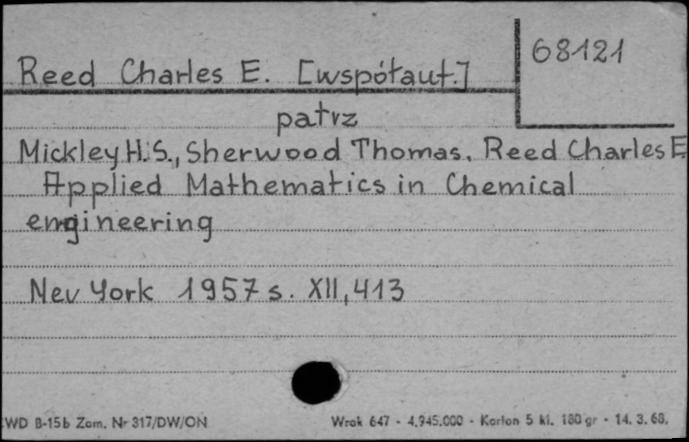 68121
Reed Charles E. [współaut.]
patrz
Mickley H.S., Sherwood Thomas, Reed Charles E
Applied Mathematics in Chemical
engineering
Nev York 1957 s. XII, 413
WD B-15b Zam. Nr 317/DW/ON Wrok 647 - 4.945.000 - Karton 5 kl. 180 gr - 14. 3. 68.